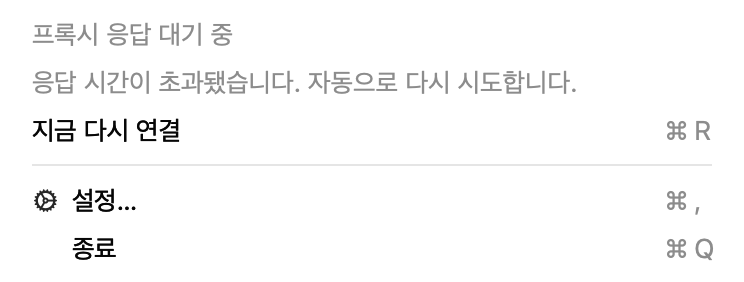 프록시 응답 대기 중
응답 시간이 초과됐습니다. 자동으로 다시 시도합니다.
지금 다시 연결 ⌘ R
설정... ⌘ ,
종료 ⌘ Q